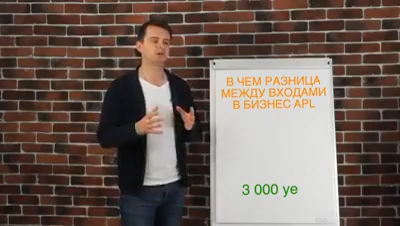 В ЧЕМ РАЗНИЦА
МЕЖДУ ВХОДАМИ
В БИЗНЕС APL
3 000 уе